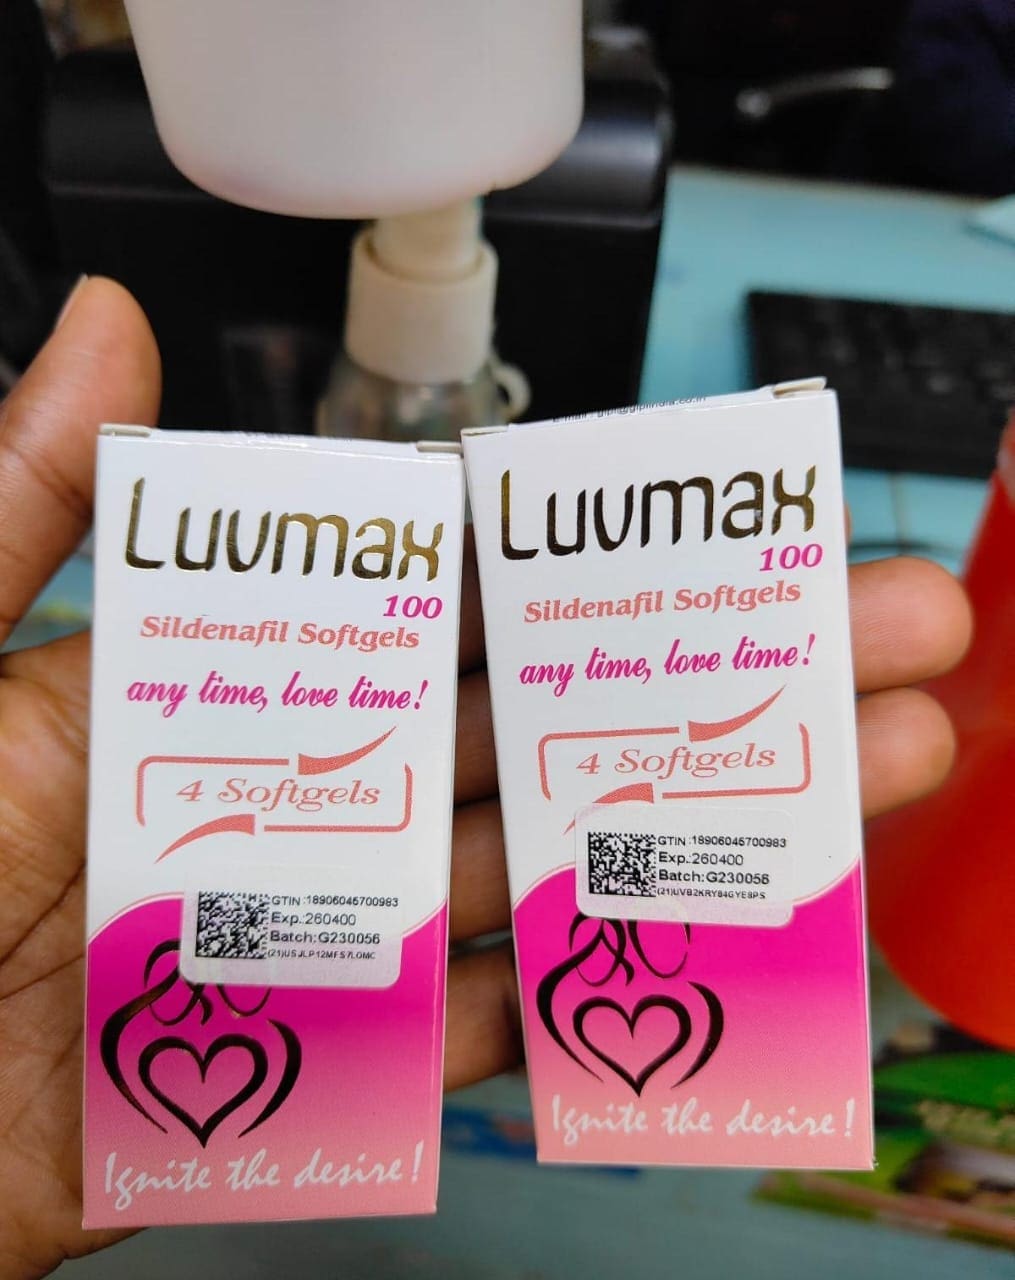 Luvmax
100
Sildenafil Softgels
any time, love time!
4 Softgels
GTIN :18906045700983
Exp.:260400
Batch:G230056
Ignite the desire!
Luvmax
100
Sildenafil Softgels
any time, love time!
4 Softgels
GTIN :18906045700983
Exp.:260400
Batch:G230056
Ignite the desire!